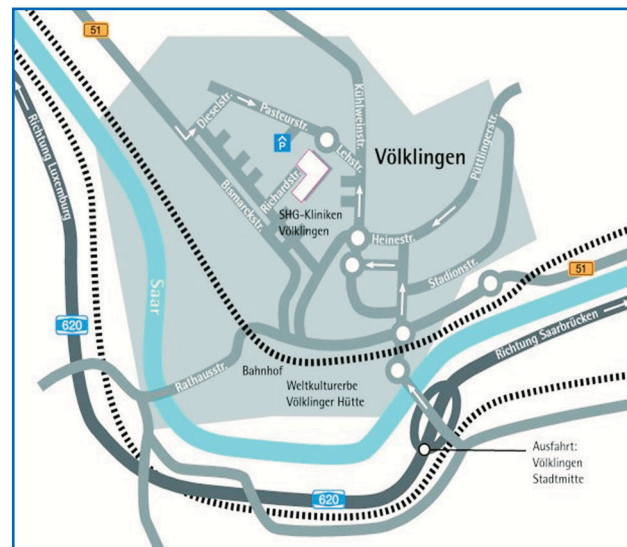 51
Richtung Luxemburg
Dieselstr.
Pasteurstr.
Kühlweinstr.
P
Lehstr.
Völklingen
Püttlingerstr.
Richardstr.
Bismarckstr.
SHG-Kliniken
Völklingen
Heinestr.
Saar
Stadionstr.
51
620
Richtung Saarbrücken
Rathausstr.
Bahnhof
Weltkulturerbe
Völklinger Hütte
Ausfahrt:
Völklingen
Stadtmitte
620